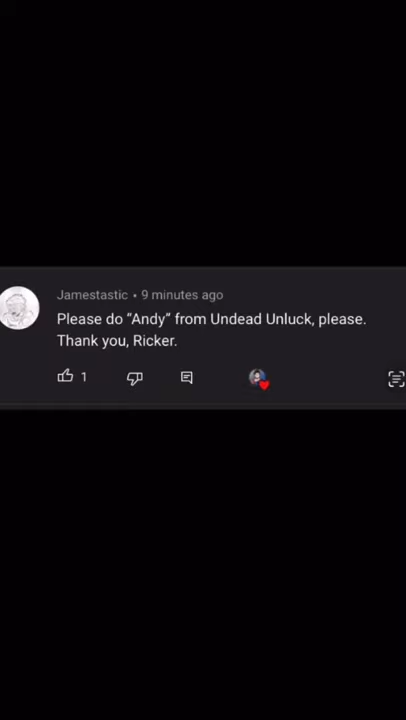 Jamestastic • 9 minutes ago
Please do "Andy" from Undead Unluck, please.
Thank you, Ricker.
1